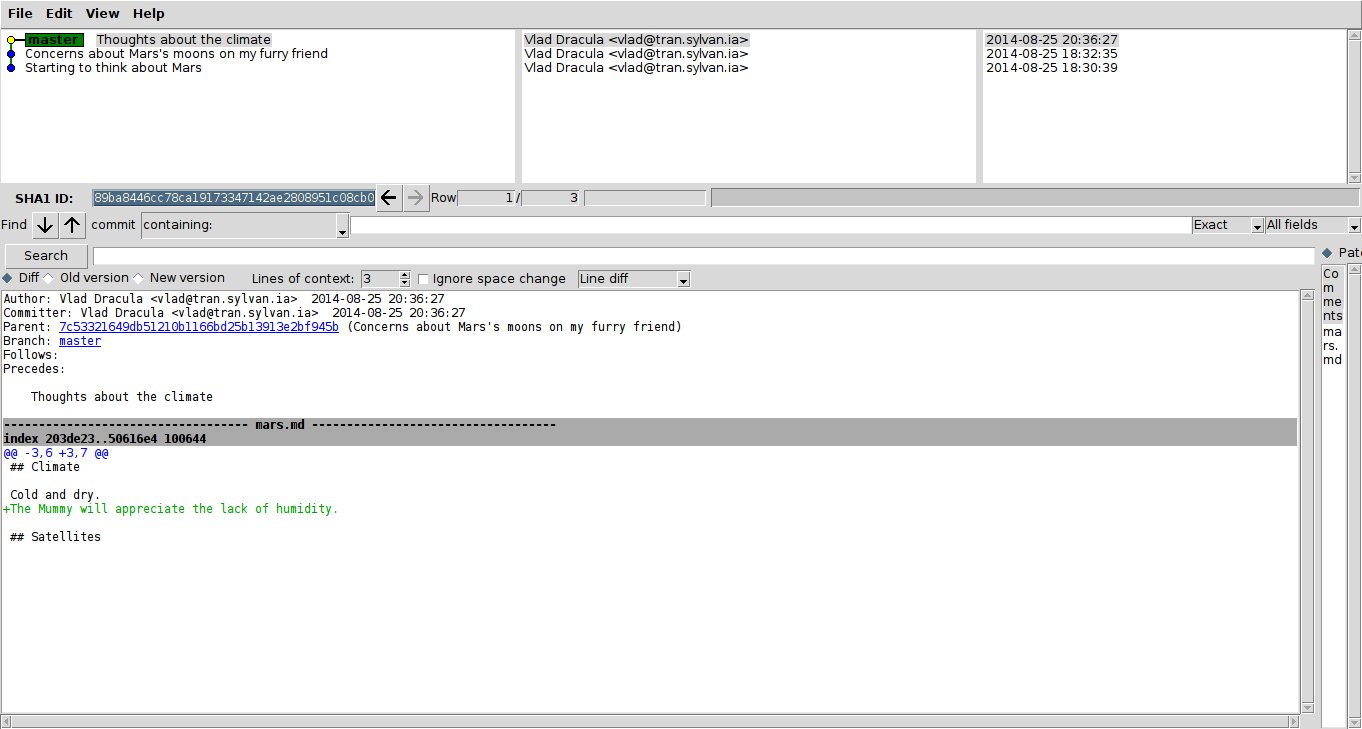 File Edit View Help
master Thoughts about the climate Vlad Dracula <vlad@tran.sylvan.ia> 2014-08-25 20:36:27
Concerns about Mars's moons on my furry friend Vlad Dracula <vlad@tran.sylvan.ia> 2014-08-25 18:32:35
Starting to think about Mars Vlad Dracula <vlad@tran.sylvan.ia> 2014-08-25 18:30:39
SHA1 ID: 89ba8446cc78ca19173347142ae2808951c08cb0 Row 1 / 3
Find commit containing: Exact All fields
Search Patc
Diff Old version New version Lines of context: 3 Ignore space change Line diff
Author: Vlad Dracula <vlad@tran.sylvan.ia> 2014-08-25 20:36:27
Committer: Vlad Dracula <vlad@tran.sylvan.ia> 2014-08-25 20:36:27
Parent: 7c53321649db51210b1166bd25b13913e2bf945b (Concerns about Mars's moons on my furry friend)
Branch: master
Follows:
Precedes:
Thoughts about the climate
----------------------------------- mars.md -----------------------------------
index 203de23..50616e4 100644
@@ -3,6 +3,7 @@
## Climate
Cold and dry.
+The Mummy will appreciate the lack of humidity.
## Satellites
Co
m
me
nts
ma
rs.
md